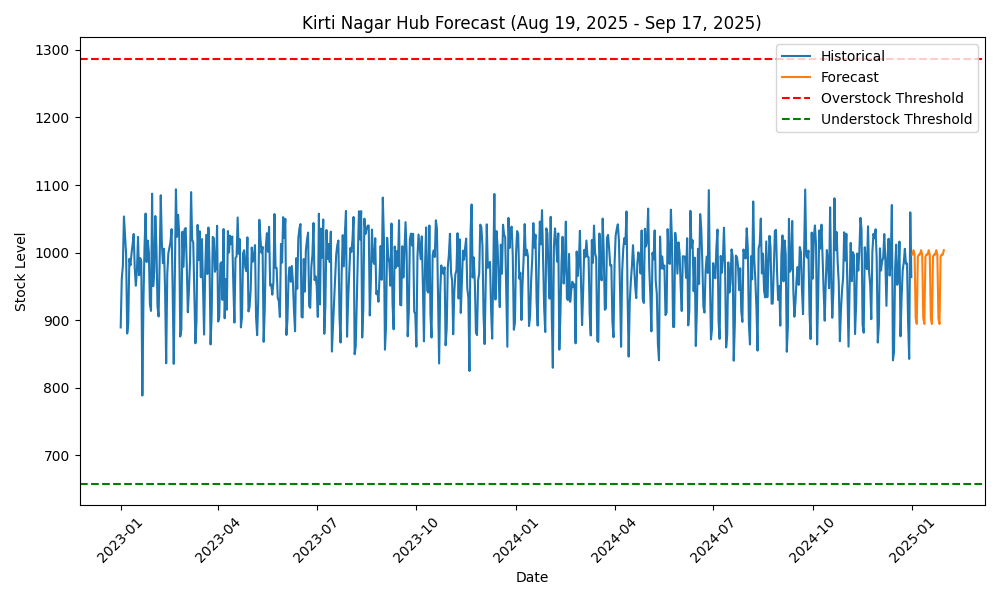 Kirti Nagar Hub Forecast (Aug 19, 2025 - Sep 17, 2025)
Historical
Forecast
Overstock Threshold
Understock Threshold
Stock Level
1300
1200
1100
1000
900
800
700
2023-01
2023-04
2023-07
2023-10
2024-01
2024-04
2024-07
2024-10
2025-01
Date